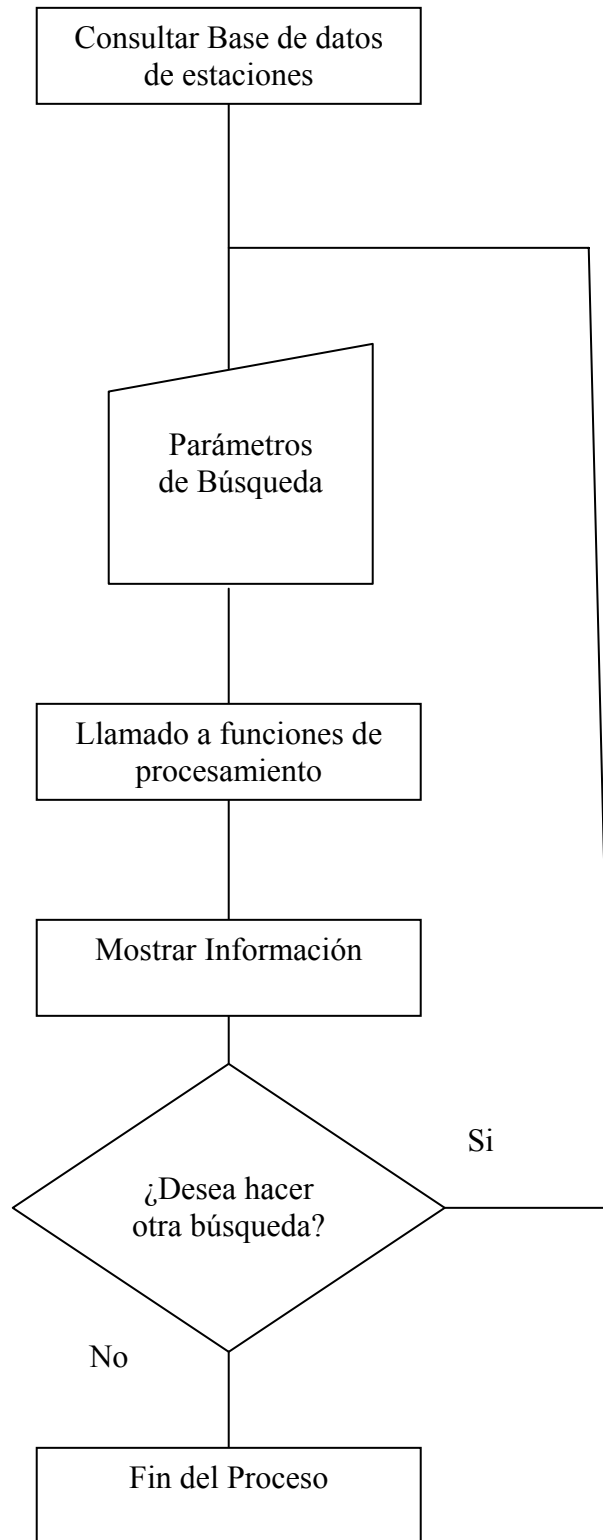 Consultar Base de datos
de estaciones
Parámetros
de Búsqueda
Llamado a funciones de
procesamiento
Mostrar Información
Si
¿Desea hacer
otra búsqueda?
No
Fin del Proceso